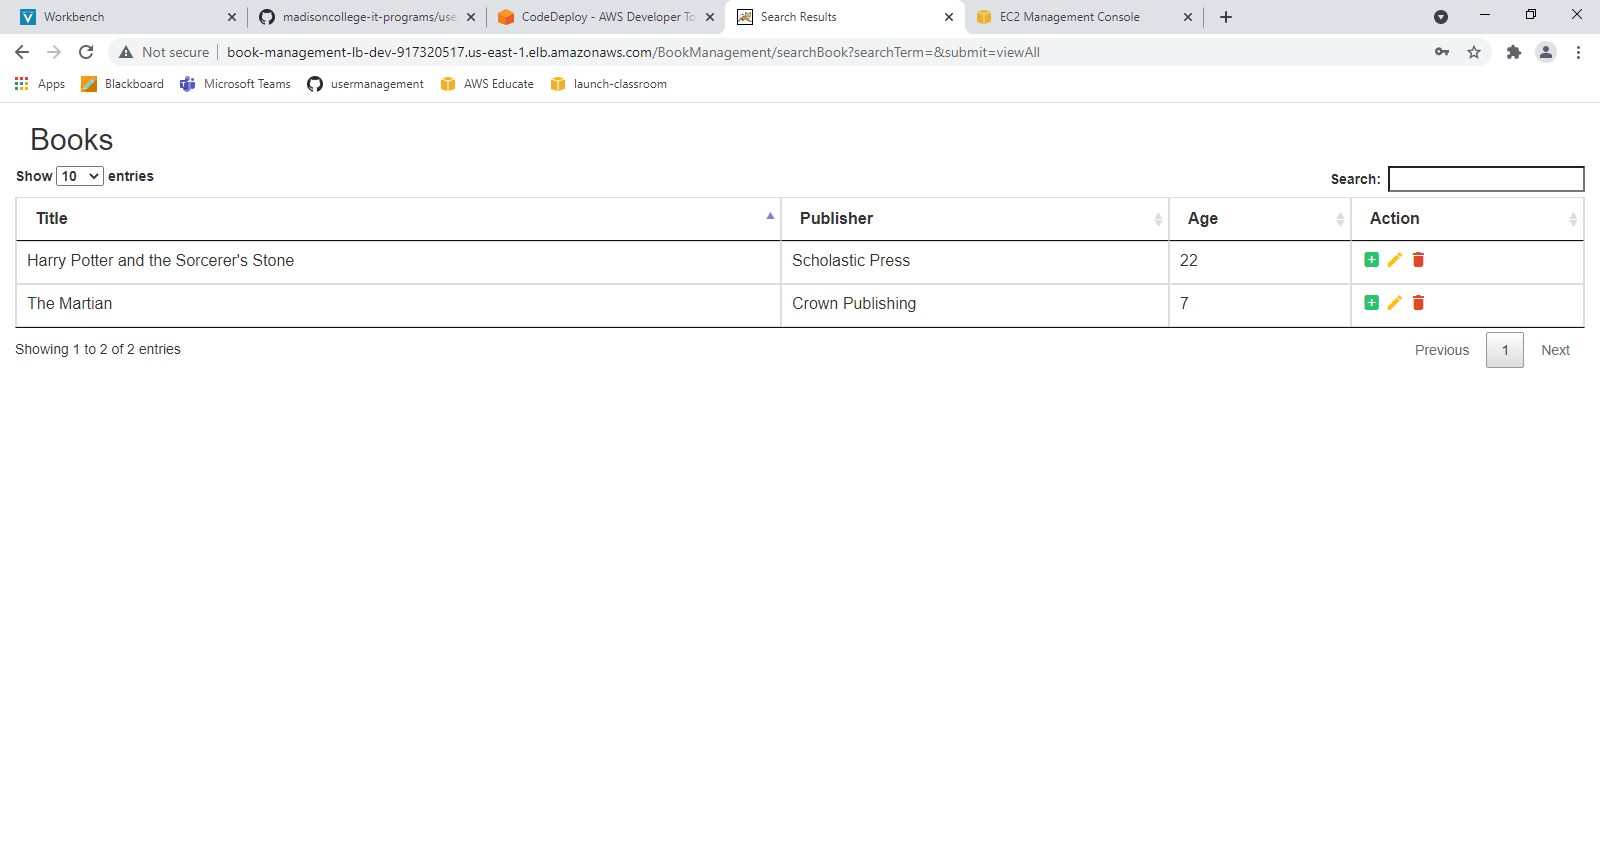 Workbench
madisoncollege-it-programs/use
CodeDeploy - AWS Developer To
Search Results
EC2 Management Console
Not secure
book-management-lb-dev-917320517.us-east-1.elb.amazonaws.com/BookManagement/searchBook?searchTerm=&submit=viewAll
Apps
Blackboard
Microsoft Teams
usermanagement
AWS Educate
launch-classroom
Books
Show 10 entries
Search:
Title Publisher Age Action
Harry Potter and the Sorcerer's Stone Scholastic Press 22
The Martian Crown Publishing 7
Showing 1 to 2 of 2 entries
Previous 1 Next